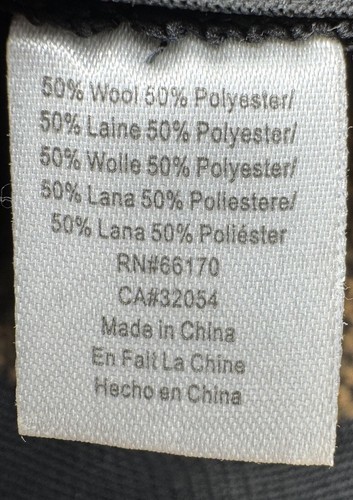 50% Wool 50% Polyester/
50% Laine 50% Polyester/
50% Wolle 50% Polyester/
50% Lana 50% Poliestere/
50% Lana 50% Poliéster
RN#66170
CA#32054
Made in China
En Fait La Chine
Hecho en China